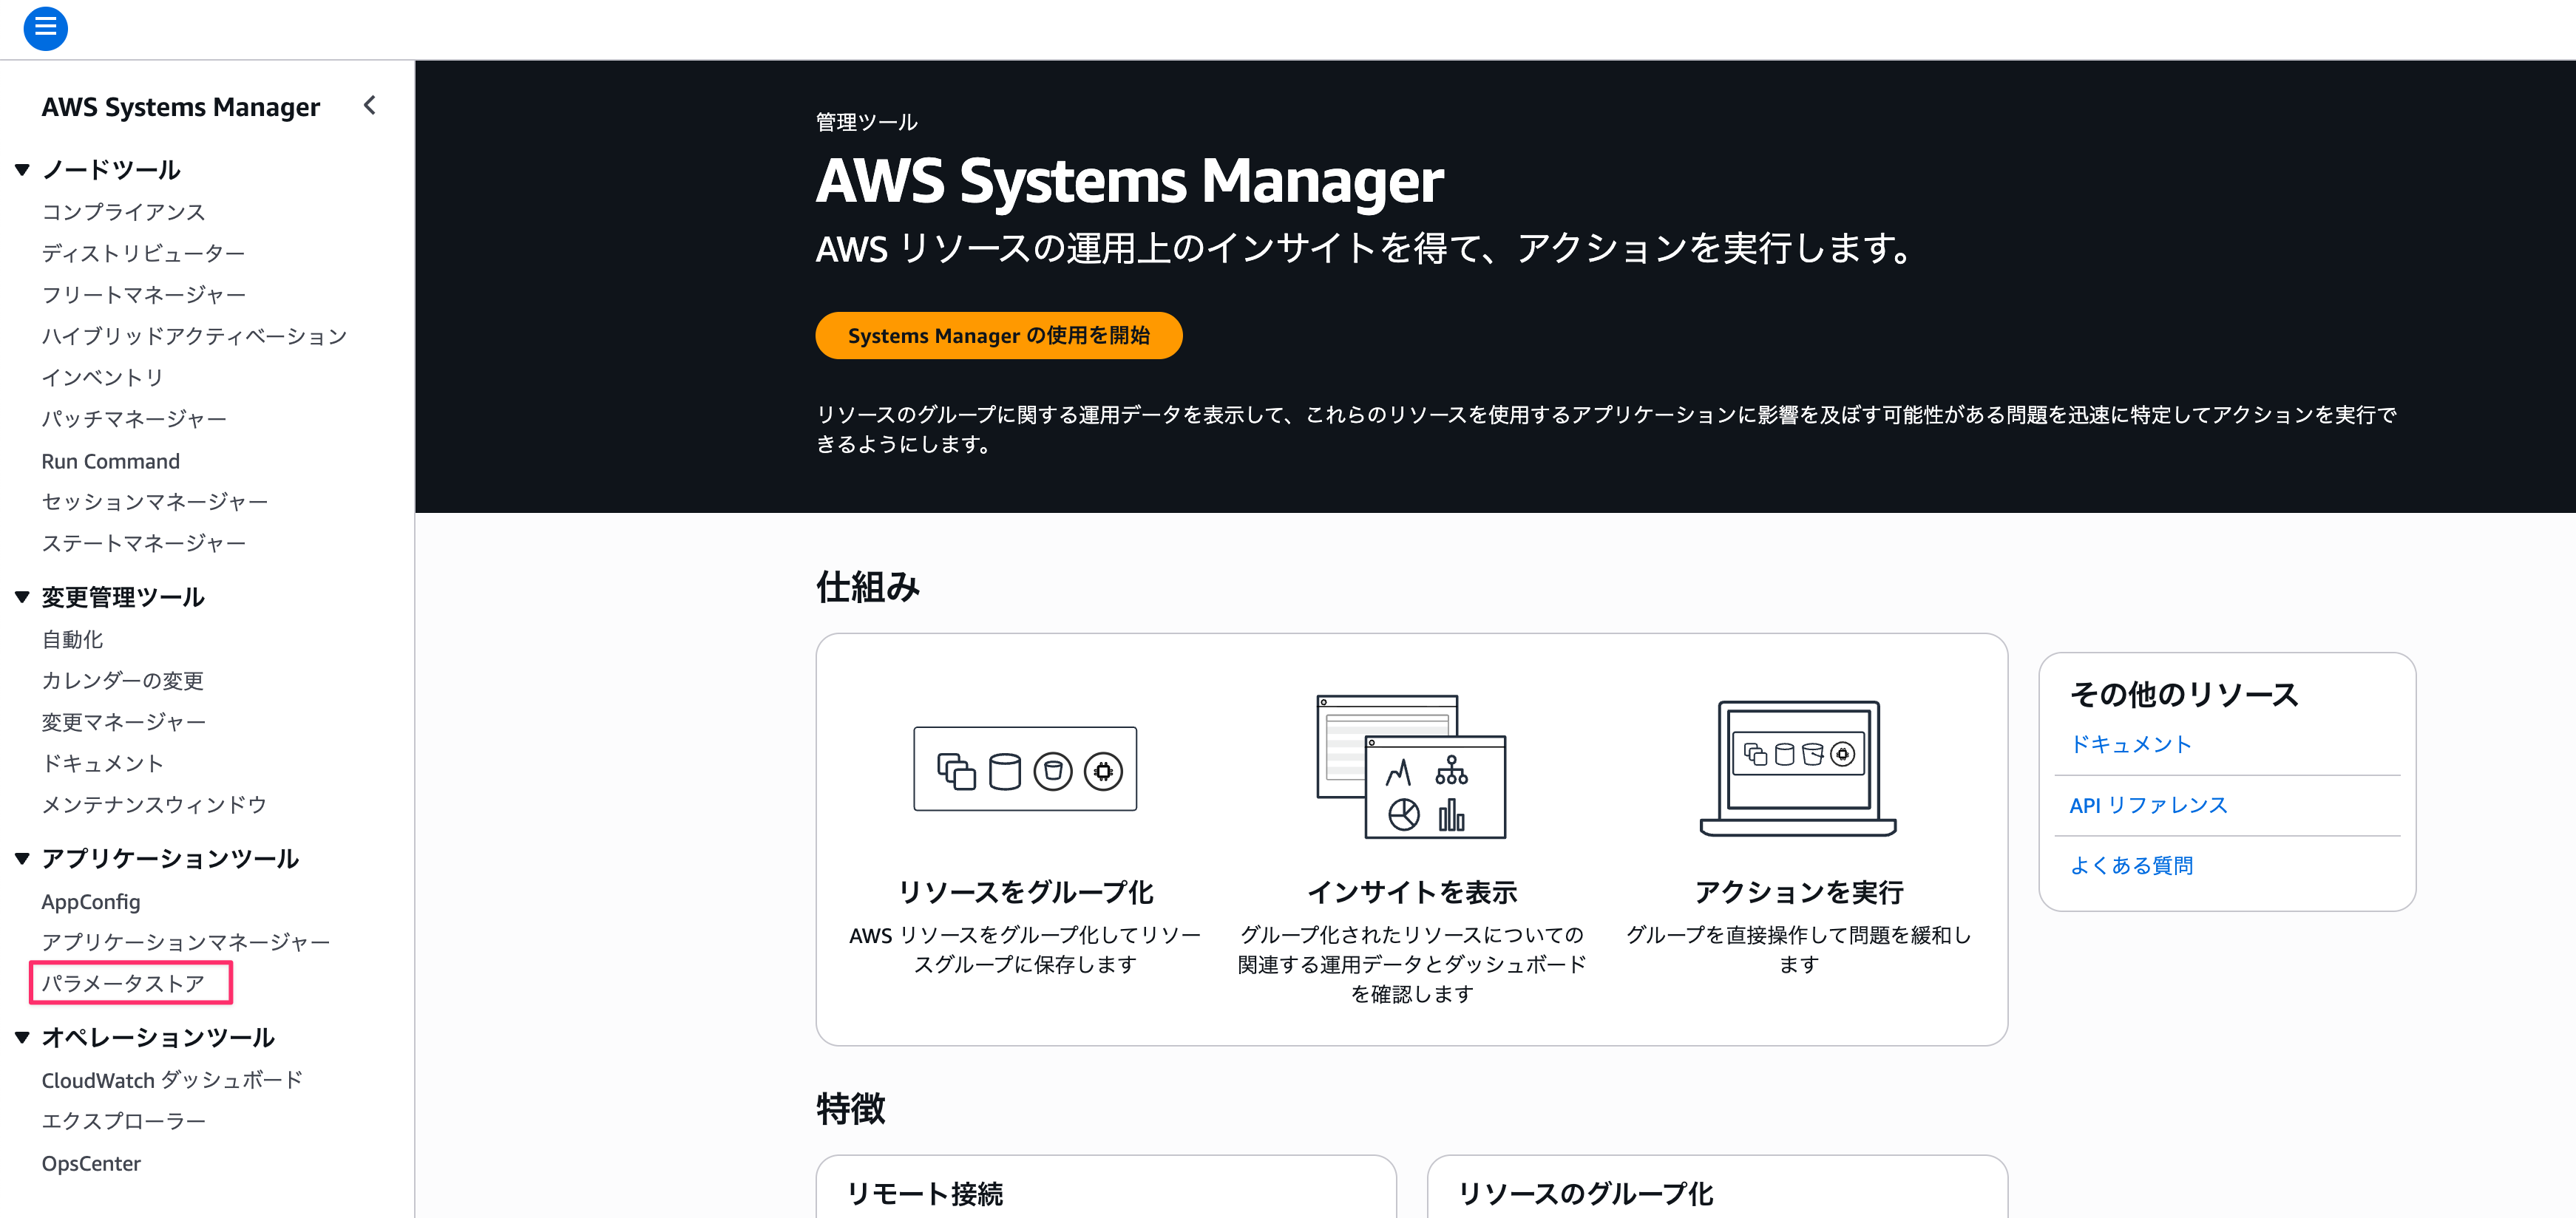 AWS Systems Manager
ノードツール
コンプライアンス
ディストリビューター
フリートマネージャー
ハイブリッドアクティベーション
インベントリ
パッチマネージャー
Run Command
セッションマネージャー
ステートマネージャー
変更管理ツール
自動化
カレンダーの変更
変更マネージャー
ドキュメント
メンテナンスウィンドウ
アプリケーションツール
AppConfig
アプリケーションマネージャー
パラメータストア
オペレーションツール
CloudWatch ダッシュボード
エクスプローラー
OpsCenter
管理ツール
AWS Systems Manager
AWS リソースの運用上のインサイトを得て、アクションを実行します。
Systems Manager の使用を開始
リソースのグループに関する運用データを表示して、これらのリソースを使用するアプリケーションに影響を及ぼす可能性がある問題を迅速に特定してアクションを実行で
きるようにします。
仕組み
リソースをグループ化
AWS リソースをグループ化してリソー
スグループに保存します
インサイトを表示
グループ化されたリソースについての
関連する運用データとダッシュボード
を確認します
アクションを実行
グループを直接操作して問題を緩和し
ます
その他のリソース
ドキュメント
API リファレンス
よくある質問
特徴
リモート接続
リソースのグループ化